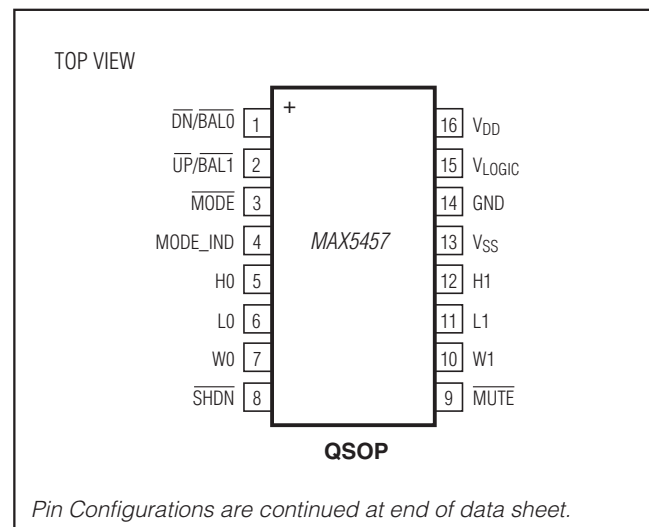 TOP VIEW
+
DN/BAL0 1
16 VDD
UP/BAL1 2
15 VLOGIC
MODE 3
14 GND
MODE_IND 4
MAX5457
13 VSS
H0 5
12 H1
L0 6
11 L1
W0 7
10 W1
SHDN 8
9 MUTE
QSOP
Pin Configurations are continued at end of data sheet.